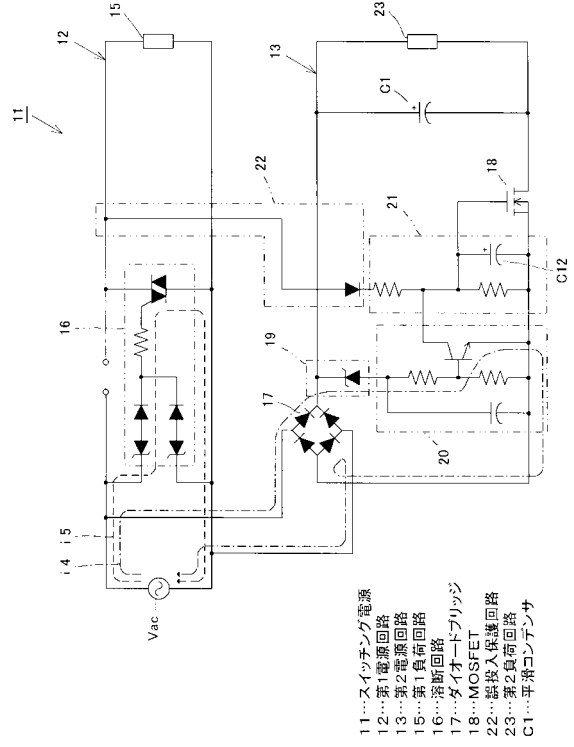 11
12
15
16
22
Vac
i4
i5
13
23
C1
+
17
19
20
21
+
C12
18
11…スイッチング電源
12…第1電源回路
13…第2電源回路
15…第1負荷回路
16…溶断回路
17…ダイオードブリッジ
18…MOSFET
22…誤投入保護回路
23…第2負荷回路
C1…平滑コンデンサ